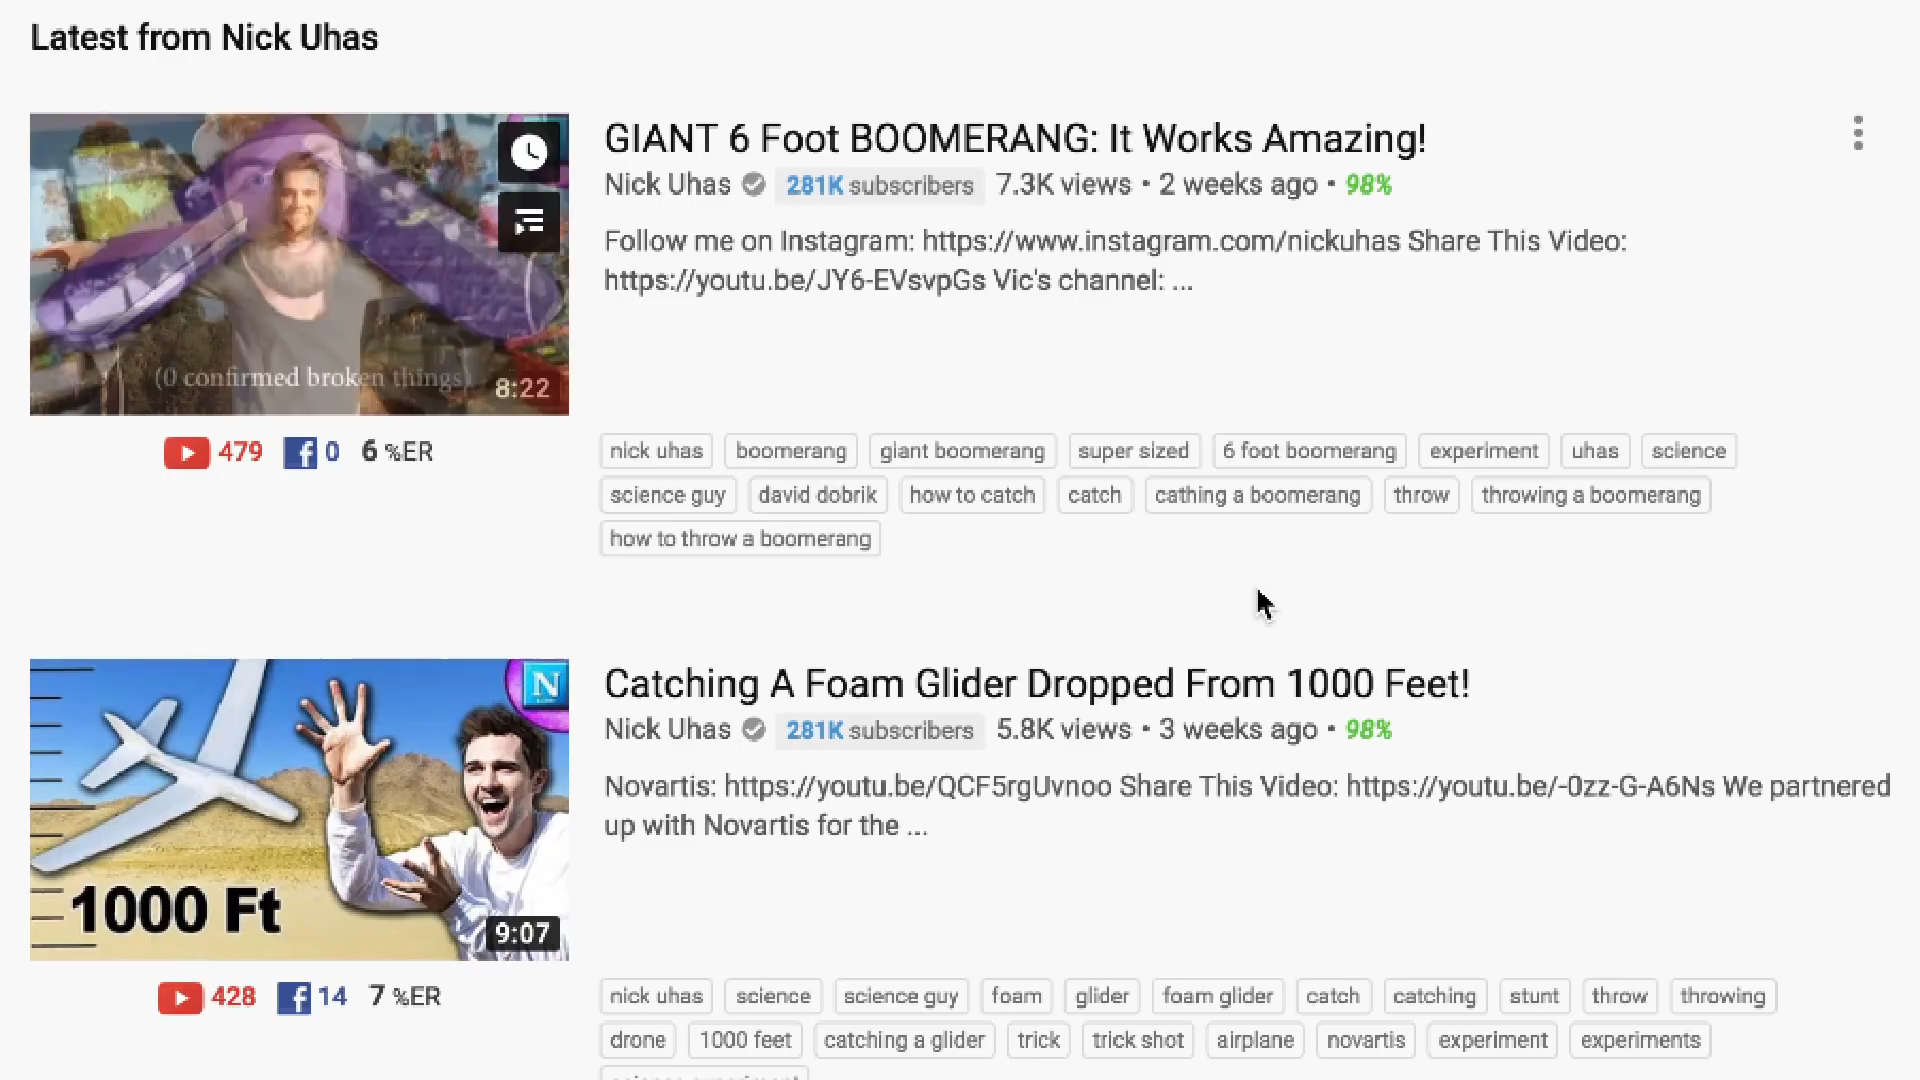 Latest from Nick Uhas
GIANT 6 Foot BOOMERANG: It Works Amazing!
Nick Uhas 281K subscribers 7.3K views • 2 weeks ago • 98%
Follow me on Instagram: https://www.instagram.com/nickuhas Share This Video:
https://youtu.be/JY6-EVsvpGs Vic's channel: ...
(0 confirmed broken things)
8:22
479 f 0 6 %ER
nick uhas boomerang giant boomerang super sized 6 foot boomerang experiment uhas science
science guy david dobrik how to catch catch cathing a boomerang throw throwing a boomerang
how to throw a boomerang
Catching A Foam Glider Dropped From 1000 Feet!
Nick Uhas 281K subscribers 5.8K views • 3 weeks ago • 98%
Novartis: https://youtu.be/QCF5rgUvnoo Share This Video: https://youtu.be/-0zz-G-A6Ns We partnered
up with Novartis for the ...
N
1000 Ft
9:07
428 f 14 7 %ER
nick uhas science science guy foam glider foam glider catch catching stunt throw throwing
drone 1000 feet catching a glider trick trick shot airplane novartis experiment experiments
science experiment